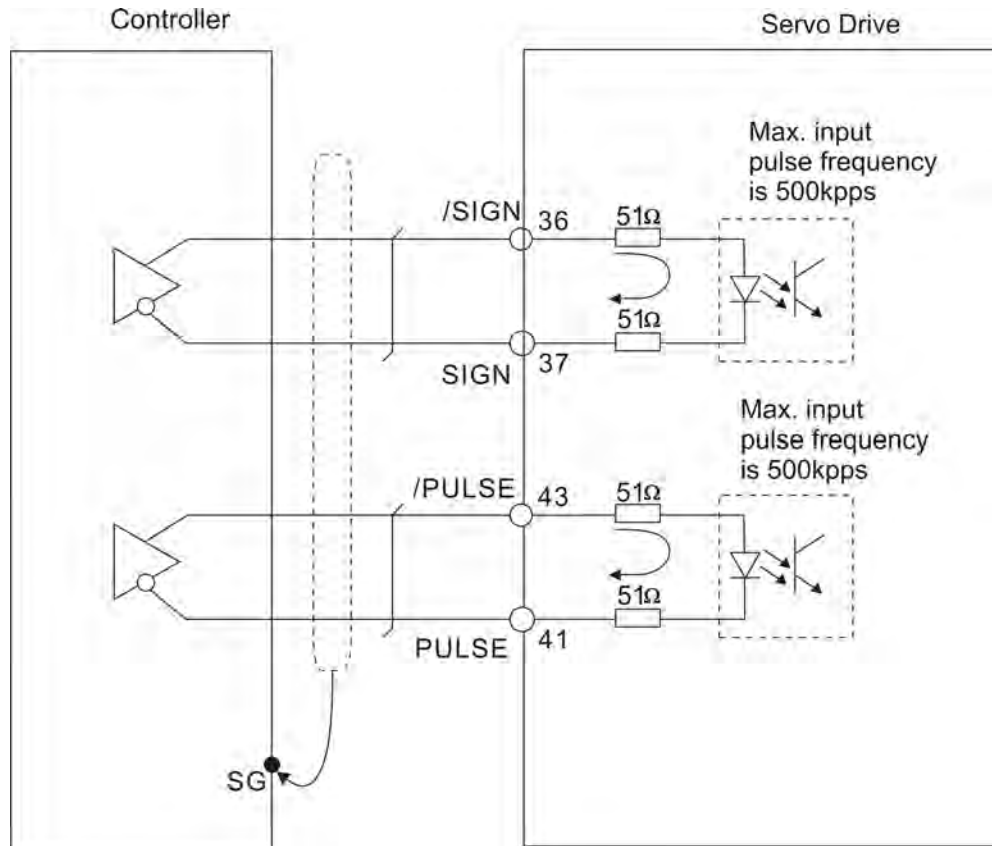 Controller
Servo Drive
Max. input
pulse frequency
is 500kpps
/SIGN 36
51Ω
51Ω
SIGN 37
Max. input
pulse frequency
is 500kpps
/PULSE 43
51Ω
51Ω
PULSE 41
SG